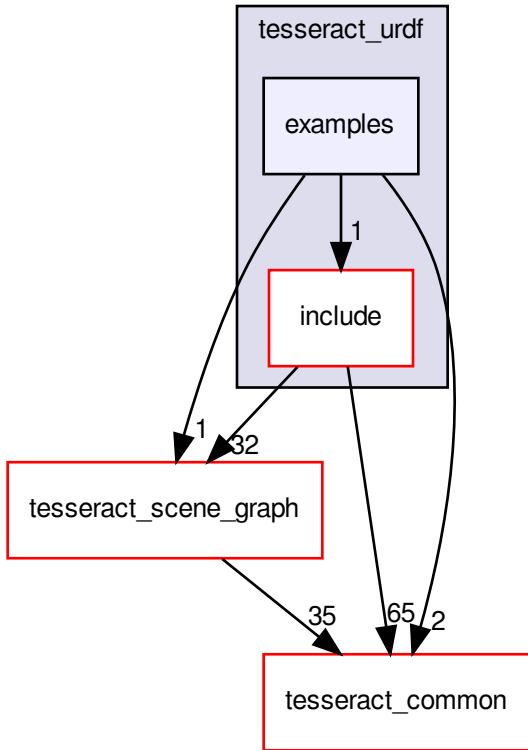 tesseract_urdf
examples
1
include
1
32
tesseract_scene_graph
35
65
2
tesseract_common